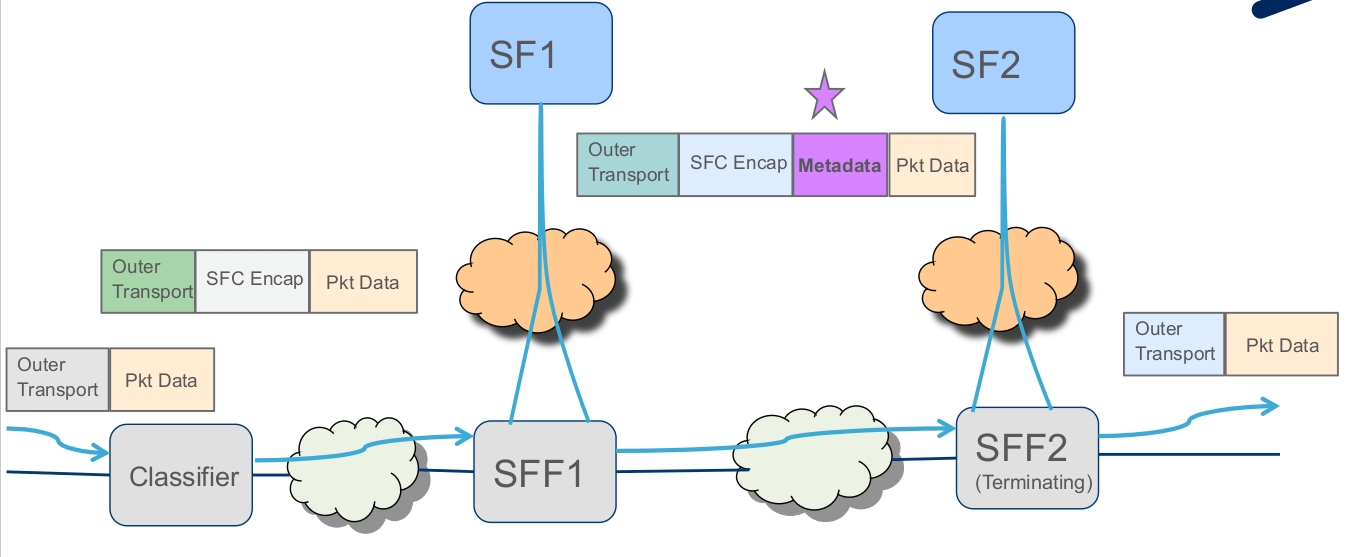 SF1
SF2
Outer
Transport
SFC Encap
Metadata
Pkt Data
Outer
Transport
SFC Encap
Pkt Data
Outer
Transport
Pkt Data
Outer
Transport
Pkt Data
Classifier
SFF1
SFF2
(Terminating)